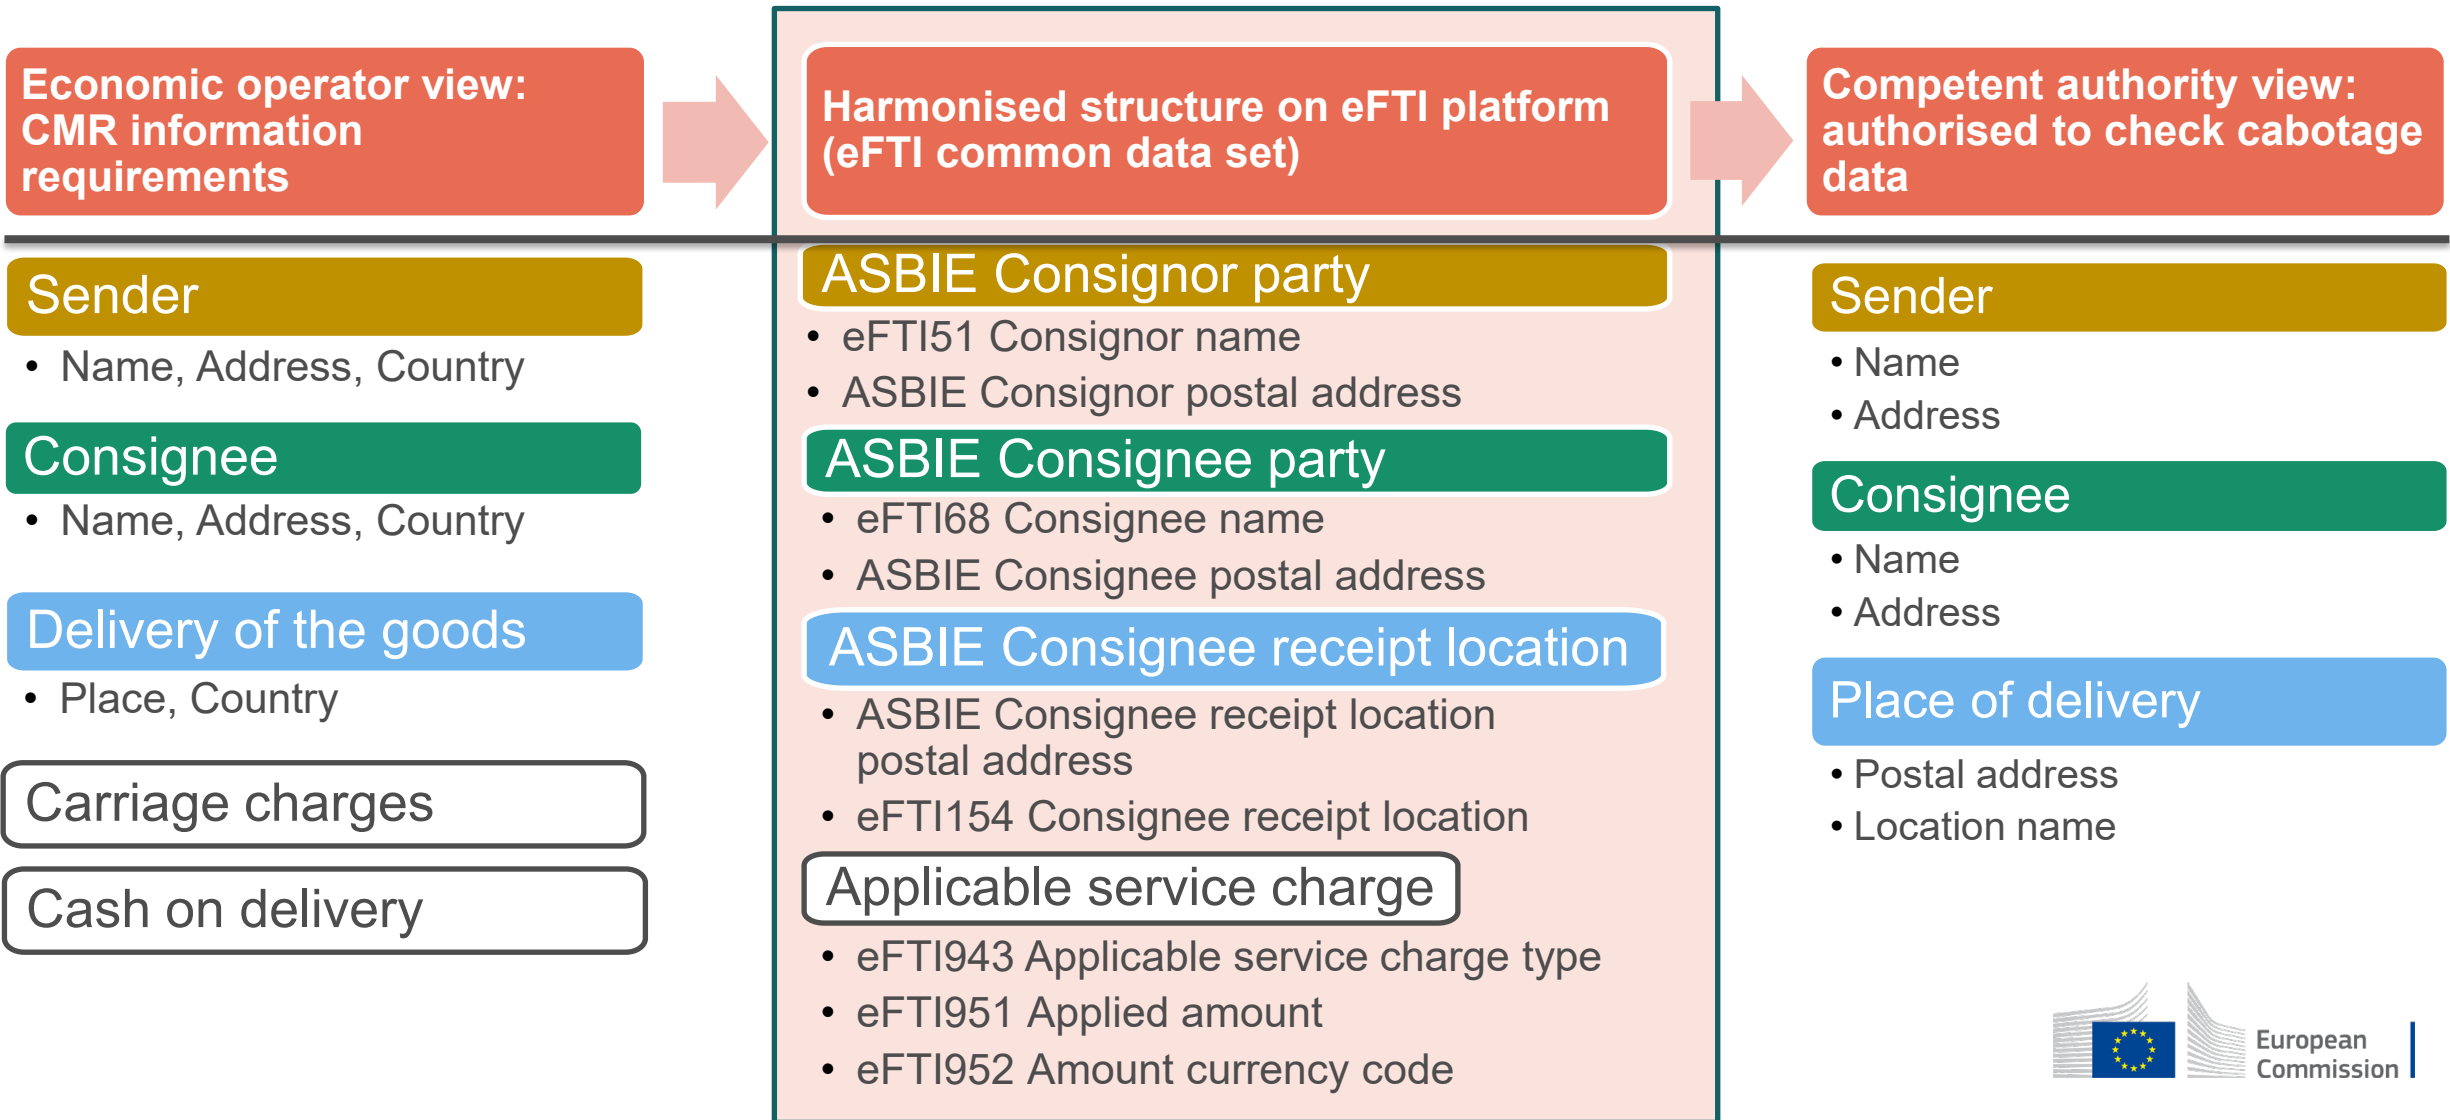 Economic operator view:
CMR information
requirements
Harmonised structure on eFTI platform
(eFTI common data set)
Competent authority view:
authorised to check cabotage
data
Sender
• Name, Address, Country
Consignee
• Name, Address, Country
Delivery of the goods
• Place, Country
Carriage charges
Cash on delivery
ASBIE Consignor party
• eFTI51 Consignor name
• ASBIE Consignor postal address
ASBIE Consignee party
• eFTI68 Consignee name
• ASBIE Consignee postal address
ASBIE Consignee receipt location
• ASBIE Consignee receipt location
postal address
• eFTI154 Consignee receipt location
Applicable service charge
• eFTI943 Applicable service charge type
• eFTI951 Applied amount
• eFTI952 Amount currency code
Sender
• Name
• Address
Consignee
• Name
• Address
Place of delivery
• Postal address
• Location name
European
Commission